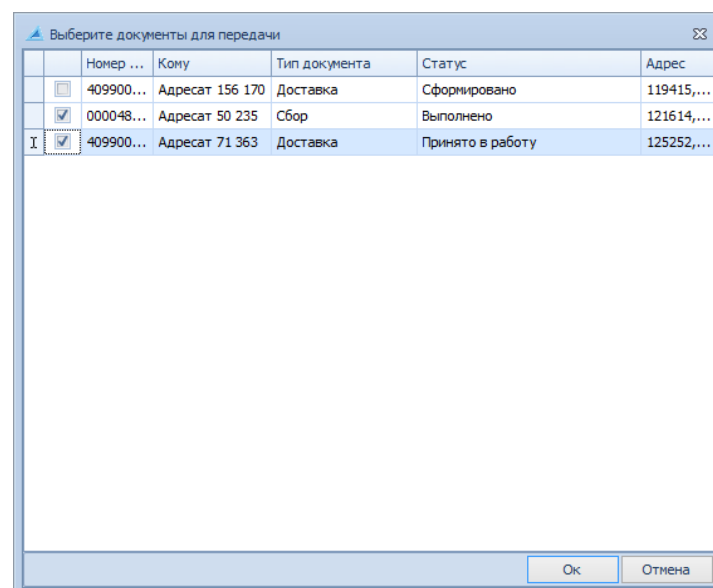 Выберите документы для передачи
Номер ... Кому Тип документа Статус Адрес
409900... Адресат 156 170 Доставка Сформировано 119415,...
000048... Адресат 50 235 Сбор Выполнено 121614,...
409900... Адресат 71 363 Доставка Принято в работу 125252,...
Ок Отмена